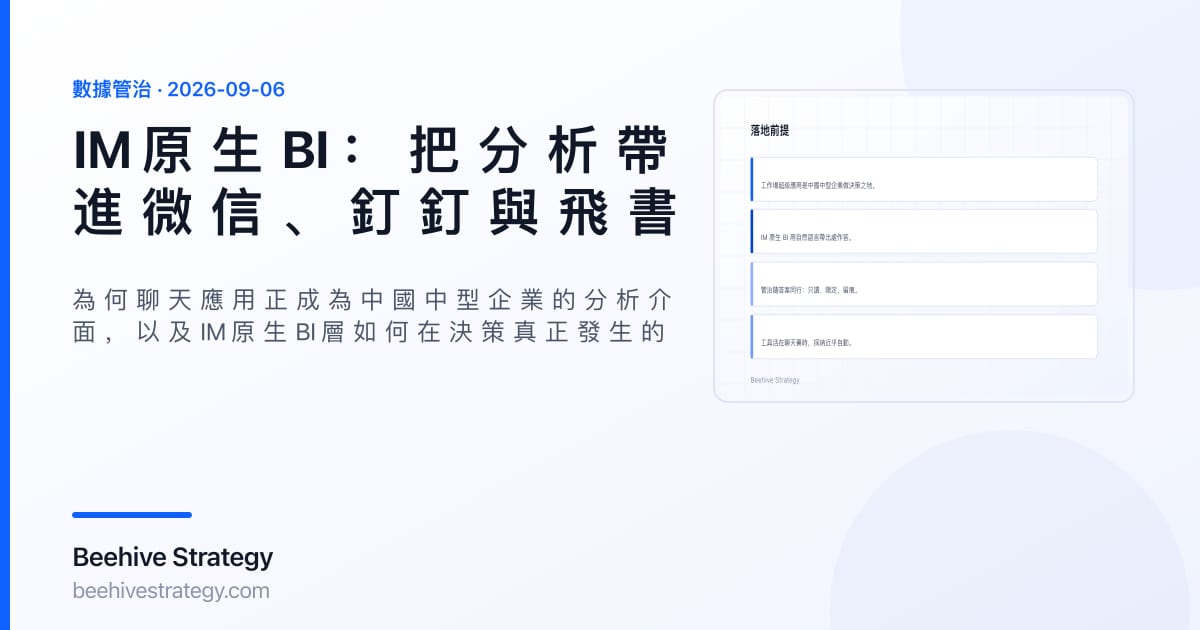 數據管治 · 2026-09-06
IM原生BI：把分析帶
進微信、釘釘與飛書
為何聊天應用正成為中國中型企業的分析介
面，以及IM原生BI層如何在決策真正發生的
落地前提
工作場超級應用是中國中型企業做決策之地。
IM 原生 BI 用自然語言帶出處作答。
管治隨答案同行：只讀、限定、留痕。
工具活在聊天裏時，採納近乎自動。
Beehive Strategy
Beehive Strategy
beehivestrategy.com